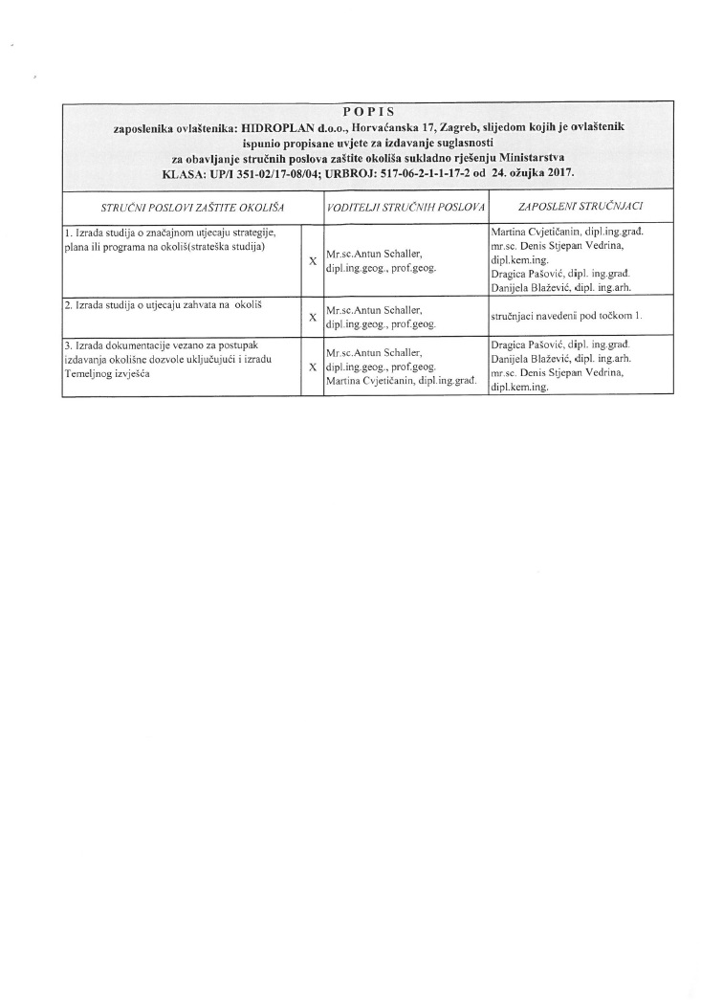 P O P I S
zaposlenika ovlaštenika: HIDROPLAN d.o.o., Horvaćanska 17, Zagreb, slijedom kojih je ovlaštenik
ispunio propisane uvjete za izdavanje suglasnosti
za obavljanje stručnih poslova zaštite okoliša sukladno rješenju Ministarstva
KLASA: UP/I 351-02/17-08/04; URBROJ: 517-06-2-1-1-17-2 od 24. ožujka 2017.
STRUČNI POSLOVI ZAŠTITE OKOLIŠA
VODITELJI STRUČNIH POSLOVA
ZAPOSLENI STRUČNJACI
1. Izrada studija o značajnom utjecaju strategije,
plana ili programa na okoliš(strateška studija)
X
Mr.sc.Antun Schaller,
dipl.ing.geog., prof.geog.
Martina Cvjetičanin, dipl.ing.građ.
mr.sc. Denis Stjepan Vedrina,
dipl.kem.ing.
Dragica Pašović, dipl. ing.građ.
Danijela Blažević, dipl. ing.arh.
2. Izrada studija o utjecaju zahvata na okoliš
X
Mr.sc.Antun Schaller,
dipl.ing.geog., prof.geog.
stručnjaci navedeni pod točkom 1.
3. Izrada dokumentacije vezano za postupak
izdavanja okolišne dozvole uključujući i izradu
Temeljnog izvješća
X
Mr.sc.Antun Schaller,
dipl.ing.geog., prof.geog.
Martina Cvjetičanin, dipl.ing.građ.
Dragica Pašović, dipl. ing.građ.
Danijela Blažević, dipl. ing.arh.
mr.sc. Denis Stjepan Vedrina,
dipl.kem.ing.